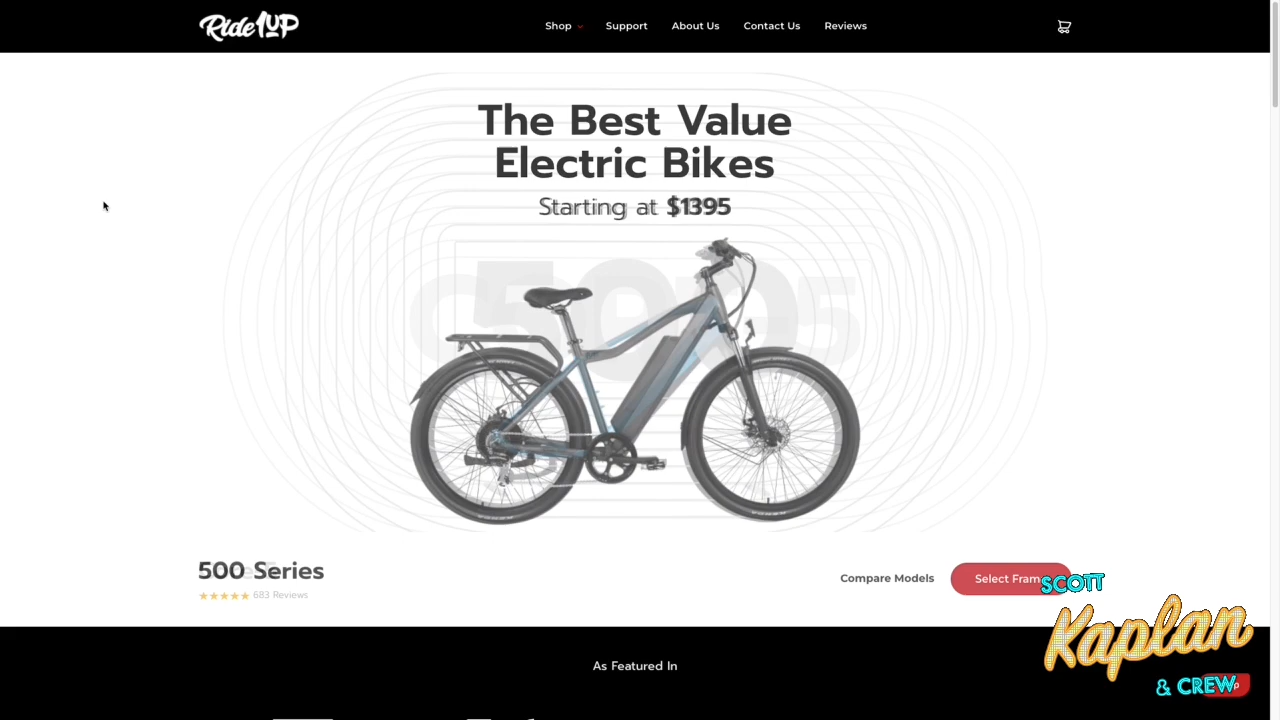 Ride1UP
Shop
Support
About Us
Contact Us
Reviews
The Best Value
Electric Bikes
Starting at $1395
500 Series
683 Reviews
Compare Models
Select Fram
SCOTT
Kaplan
& CREW
As Featured In